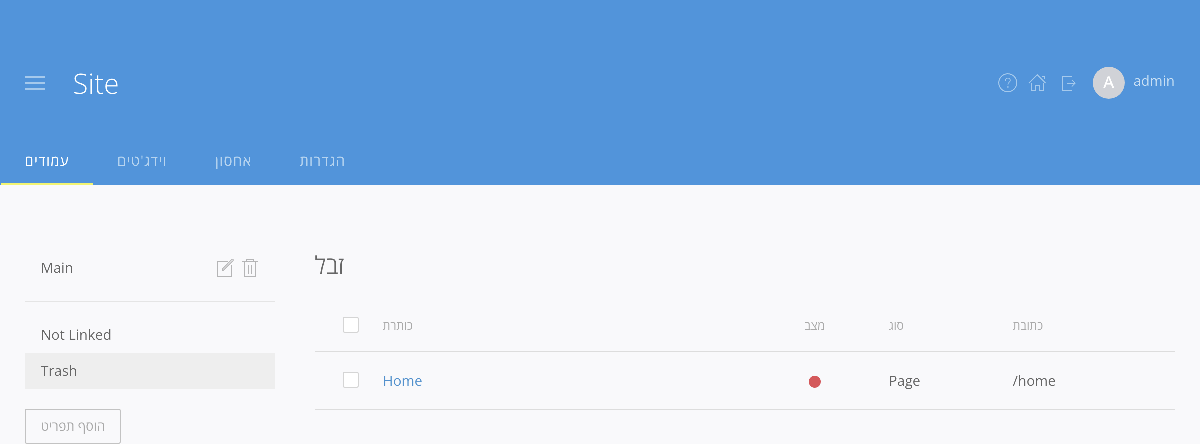 Site
A admin
עמודים וידג'טים אחסון הגדרות
Main
Not Linked
Trash
הוסף תפריט
זבל
כותרת מצב סוג כתובת
Home Page /home